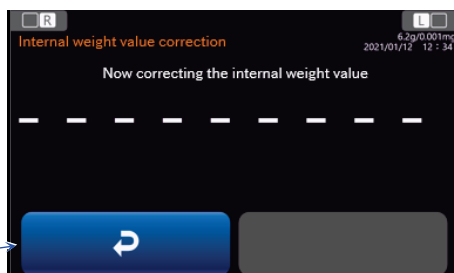 R
L
Internal weight value correction
6.2g/0.001mg
2021/01/12 12:34
Now correcting the internal weight value